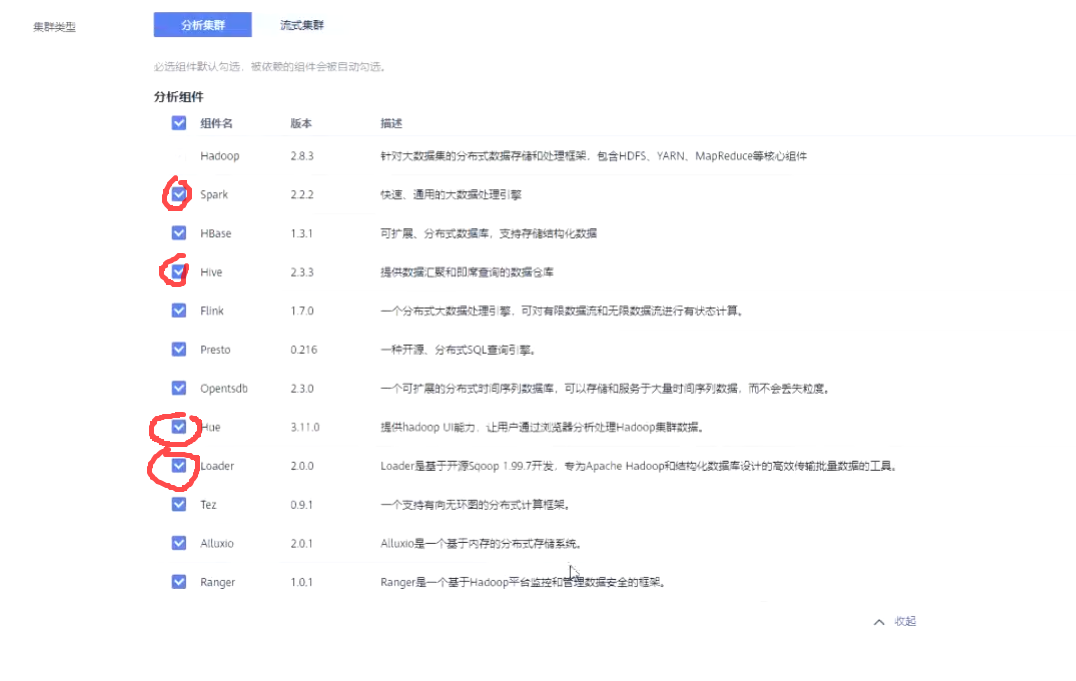 集群类型 分析集群 流式集群
必选组件默认勾选，被依赖的组件会被自动勾选。
分析组件
组件名 版本 描述
Hadoop 2.8.3 针对大数据集的分布式数据存储和处理框架，包含HDFS、YARN、MapReduce等核心组件
Spark 2.2.2 快速、通用的大数据处理引擎
HBase 1.3.1 可扩展、分布式数据库，支持存储结构化数据
Hive 2.3.3 提供数据汇聚和即席查询的数据仓库
Flink 1.7.0 一个分布式大数据处理引擎，可对有限数据流和无限数据流进行有状态计算。
Presto 0.216 一种开源、分布式SQL查询引擎。
Opentsdb 2.3.0 一个可扩展的分布式时间序列数据库，可以存储和服务于大量时间序列数据，而不会丢失粒度。
Hue 3.11.0 提供hadoop UI能力，让用户通过浏览器分析处理Hadoop集群数据。
Loader 2.0.0 Loader是基于开源Sqoop 1.99.7开发，专为Apache Hadoop和结构化数据库设计的高效传输批量数据的工具。
Tez 0.9.1 一个支持有向无环图的分布式计算框架。
Alluxio 2.0.1 Alluxio是一个基于内存的分布式存储系统。
Ranger 1.0.1 Ranger是一个基于Hadoop平台监控和管理数据安全的框架。
收起